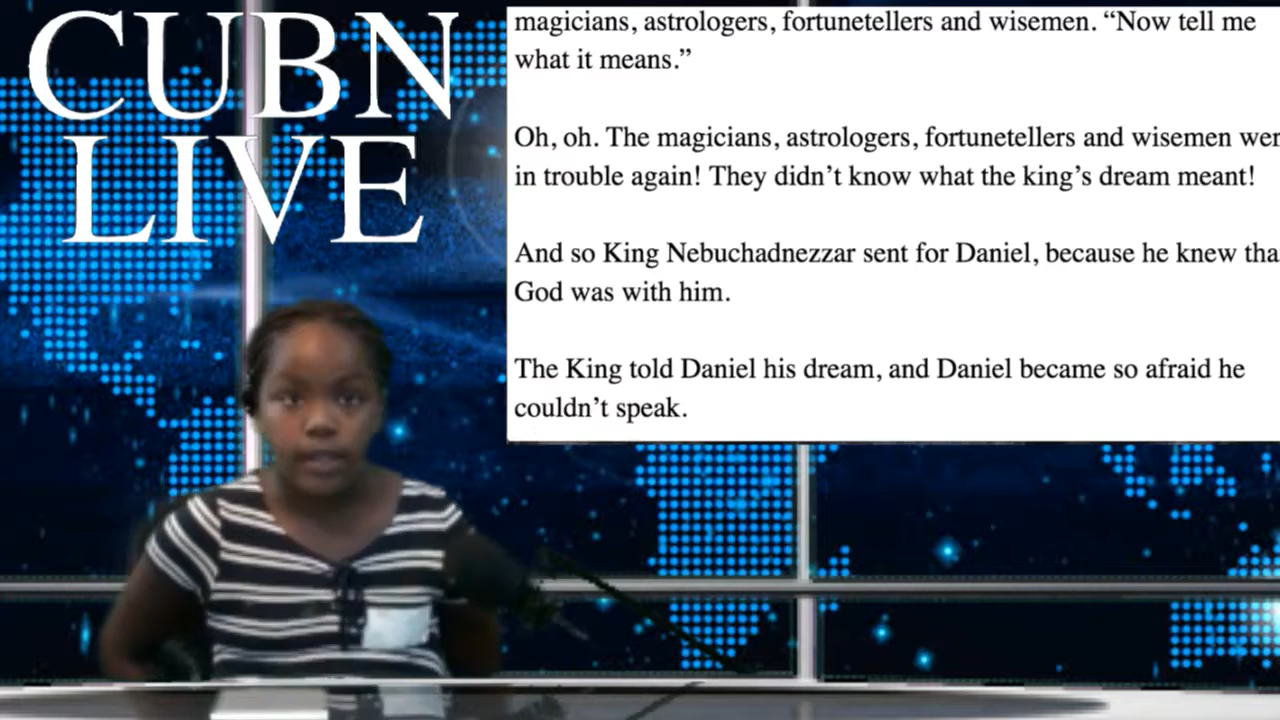 CUBN
LIVE
magicians, astrologers, fortunetellers and wisemen. “Now tell me
what it means.”
Oh, oh. The magicians, astrologers, fortunetellers and wisemen wer
in trouble again! They didn’t know what the king’s dream meant!
And so King Nebuchadnezzar sent for Daniel, because he knew tha
God was with him.
The King told Daniel his dream, and Daniel became so afraid he
couldn’t speak.